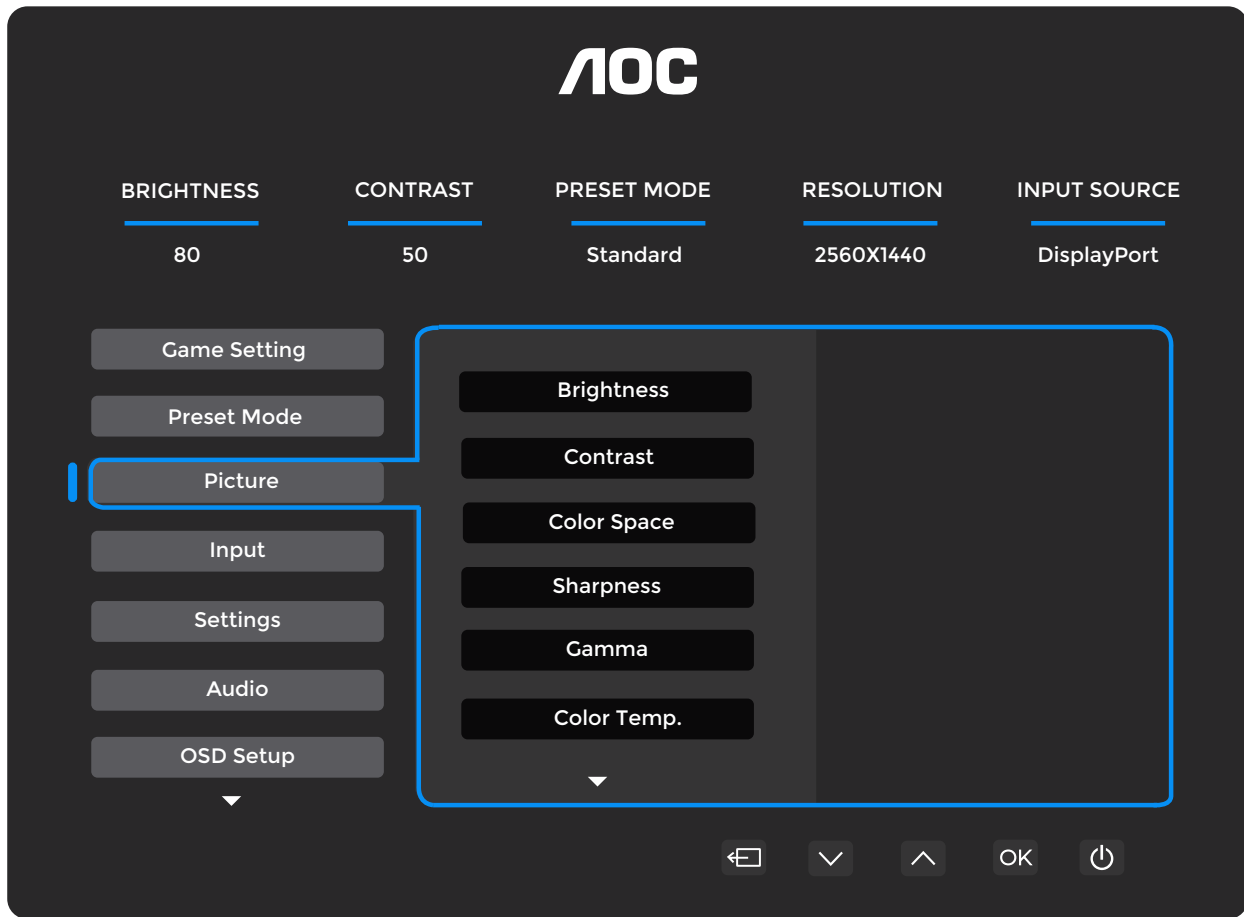 AOC
BRIGHTNESS CONTRAST PRESET MODE RESOLUTION INPUT SOURCE
80 50 Standard 2560X1440 DisplayPort
Game Setting
Preset Mode
Picture
Input
Settings
Audio
OSD Setup
Brightness
Contrast
Color Space
Sharpness
Gamma
Color Temp.
OK